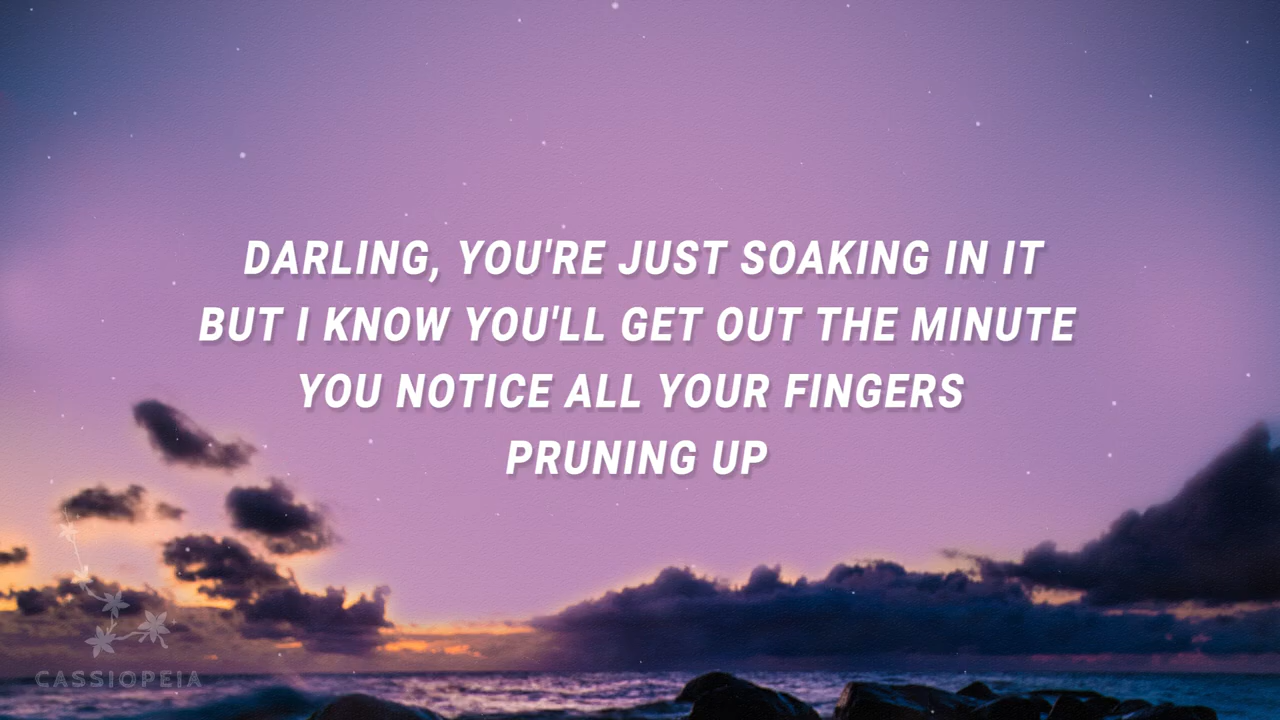 DARLING, YOU'RE JUST SOAKING IN IT
BUT I KNOW YOU'LL GET OUT THE MINUTE
YOU NOTICE ALL YOUR FINGERS
PRUNING UP
CASSIOPEIA